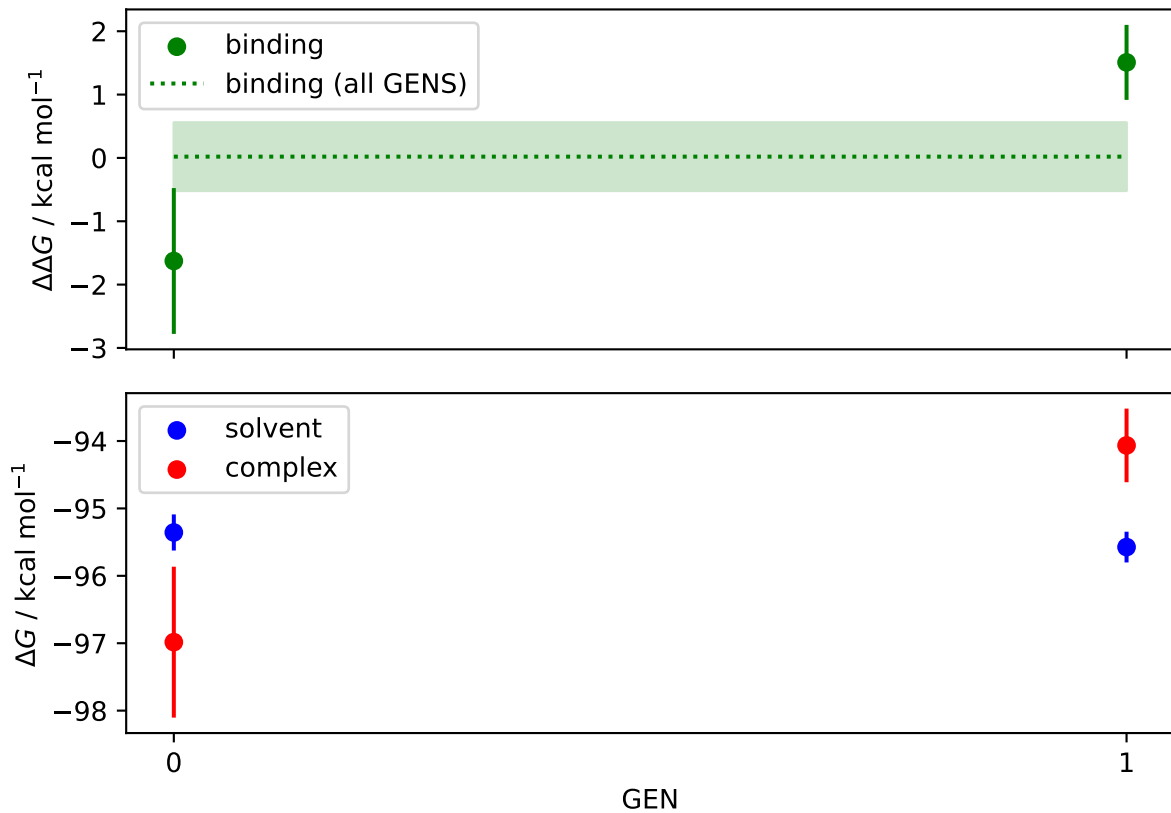 ΔΔG / kcal mol⁻¹
2
1
0
−1
−2
−3
binding
binding (all GENS)
ΔG / kcal mol⁻¹
−94
−95
−96
−97
−98
solvent
complex
0
1
GEN